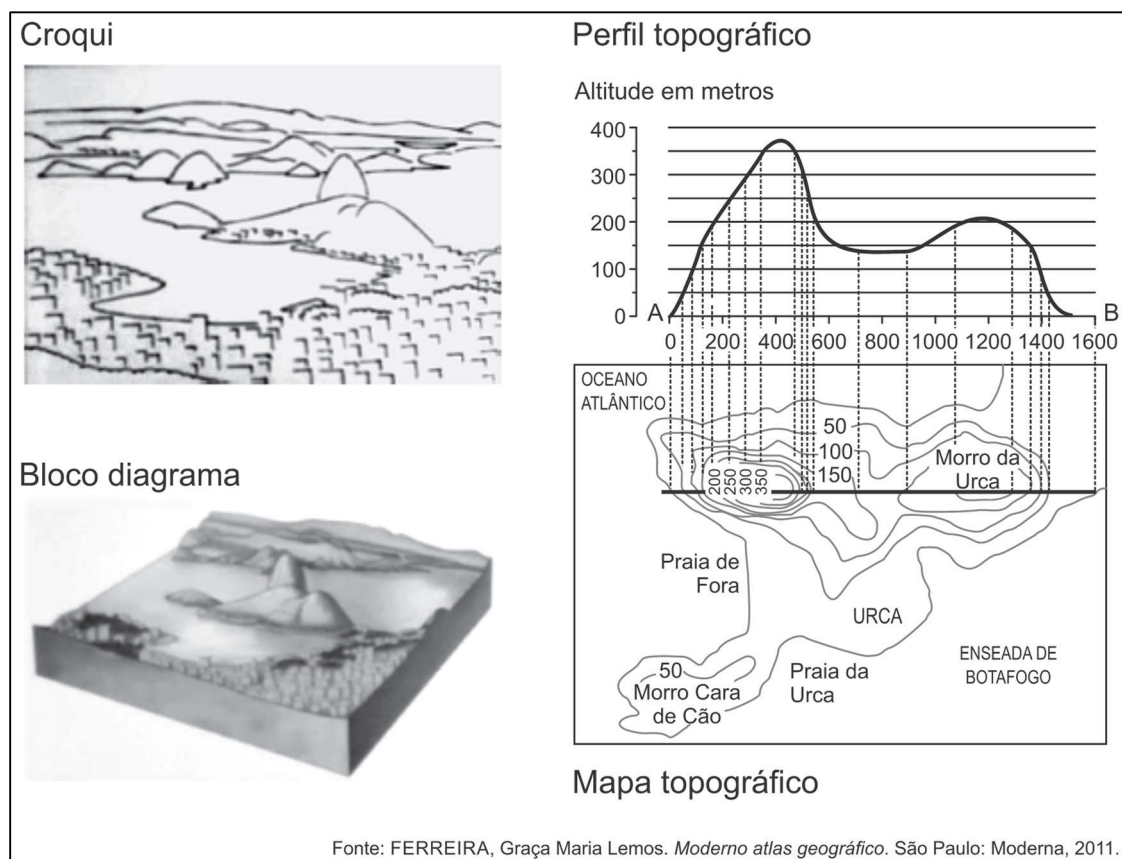 Croqui
Perfil topográfico
Altitude em metros
400
300
200
100
0
A
B
0
200
400
600
800
1000
1200
1400
1600
OCEANO
ATLÂNTICO
50
100
150
200
250
300
350
Morro da
Urca
Praia de
Fora
URCA
ENSEADA DE
BOTAFOGO
50
Morro Cara
de Cão
Praia da
Urca
Bloco diagrama
Mapa topográfico
Fonte: FERREIRA, Graça Maria Lemos. Moderno atlas geográfico. São Paulo: Moderna, 2011.